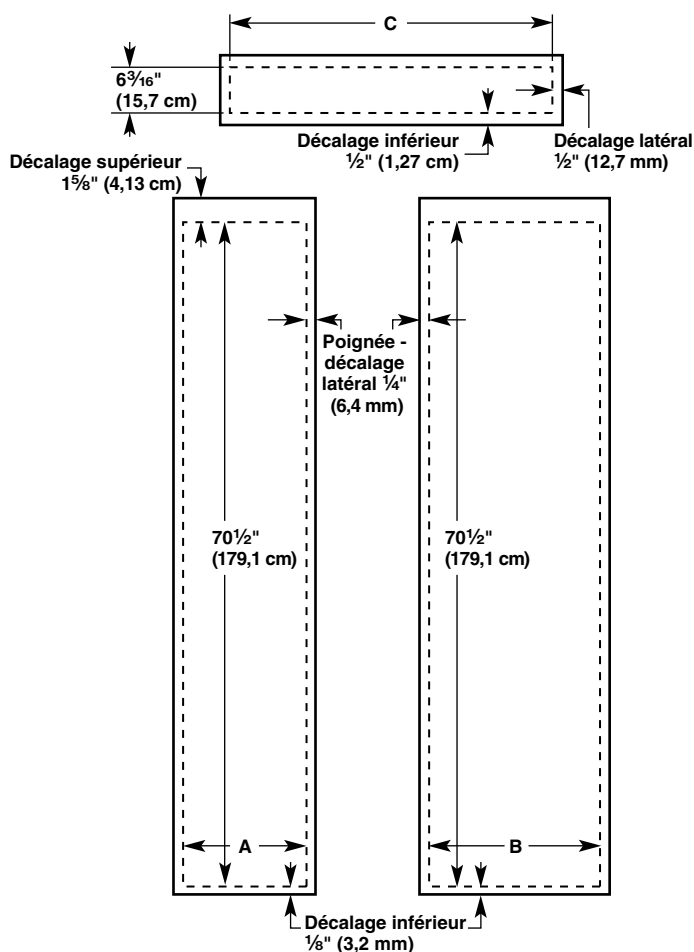 C
6 3⁄16"
(15,7 cm)
Décalage inférieur
½" (1,27 cm)
Décalage latéral
½" (12,7 mm)
Décalage supérieur
1⅝" (4,13 cm)
Poignée -
décalage
latéral ¼"
(6,4 mm)
70½"
(179,1 cm)
70½"
(179,1 cm)
A
B
Décalage inférieur
⅛" (3,2 mm)